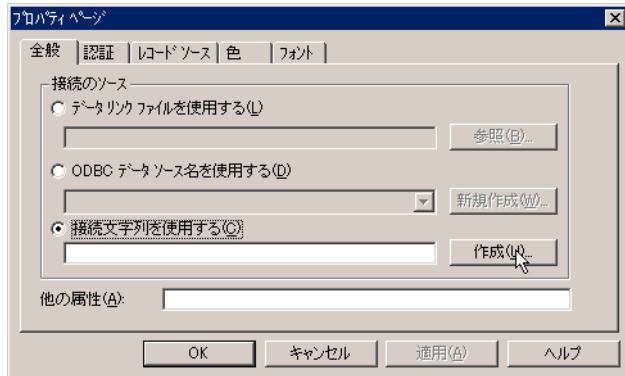 プロパティ ページ
全般 認証 レコード ソース 色 フォント
接続のソース
データ リンク ファイルを使用する(L)
参照(B)...
ODBC データ ソース名を使用する(D)
新規作成(W)...
接続文字列を使用する(C)
作成(U)...
他の属性(A):
OK キャンセル 適用(A) ヘルプ